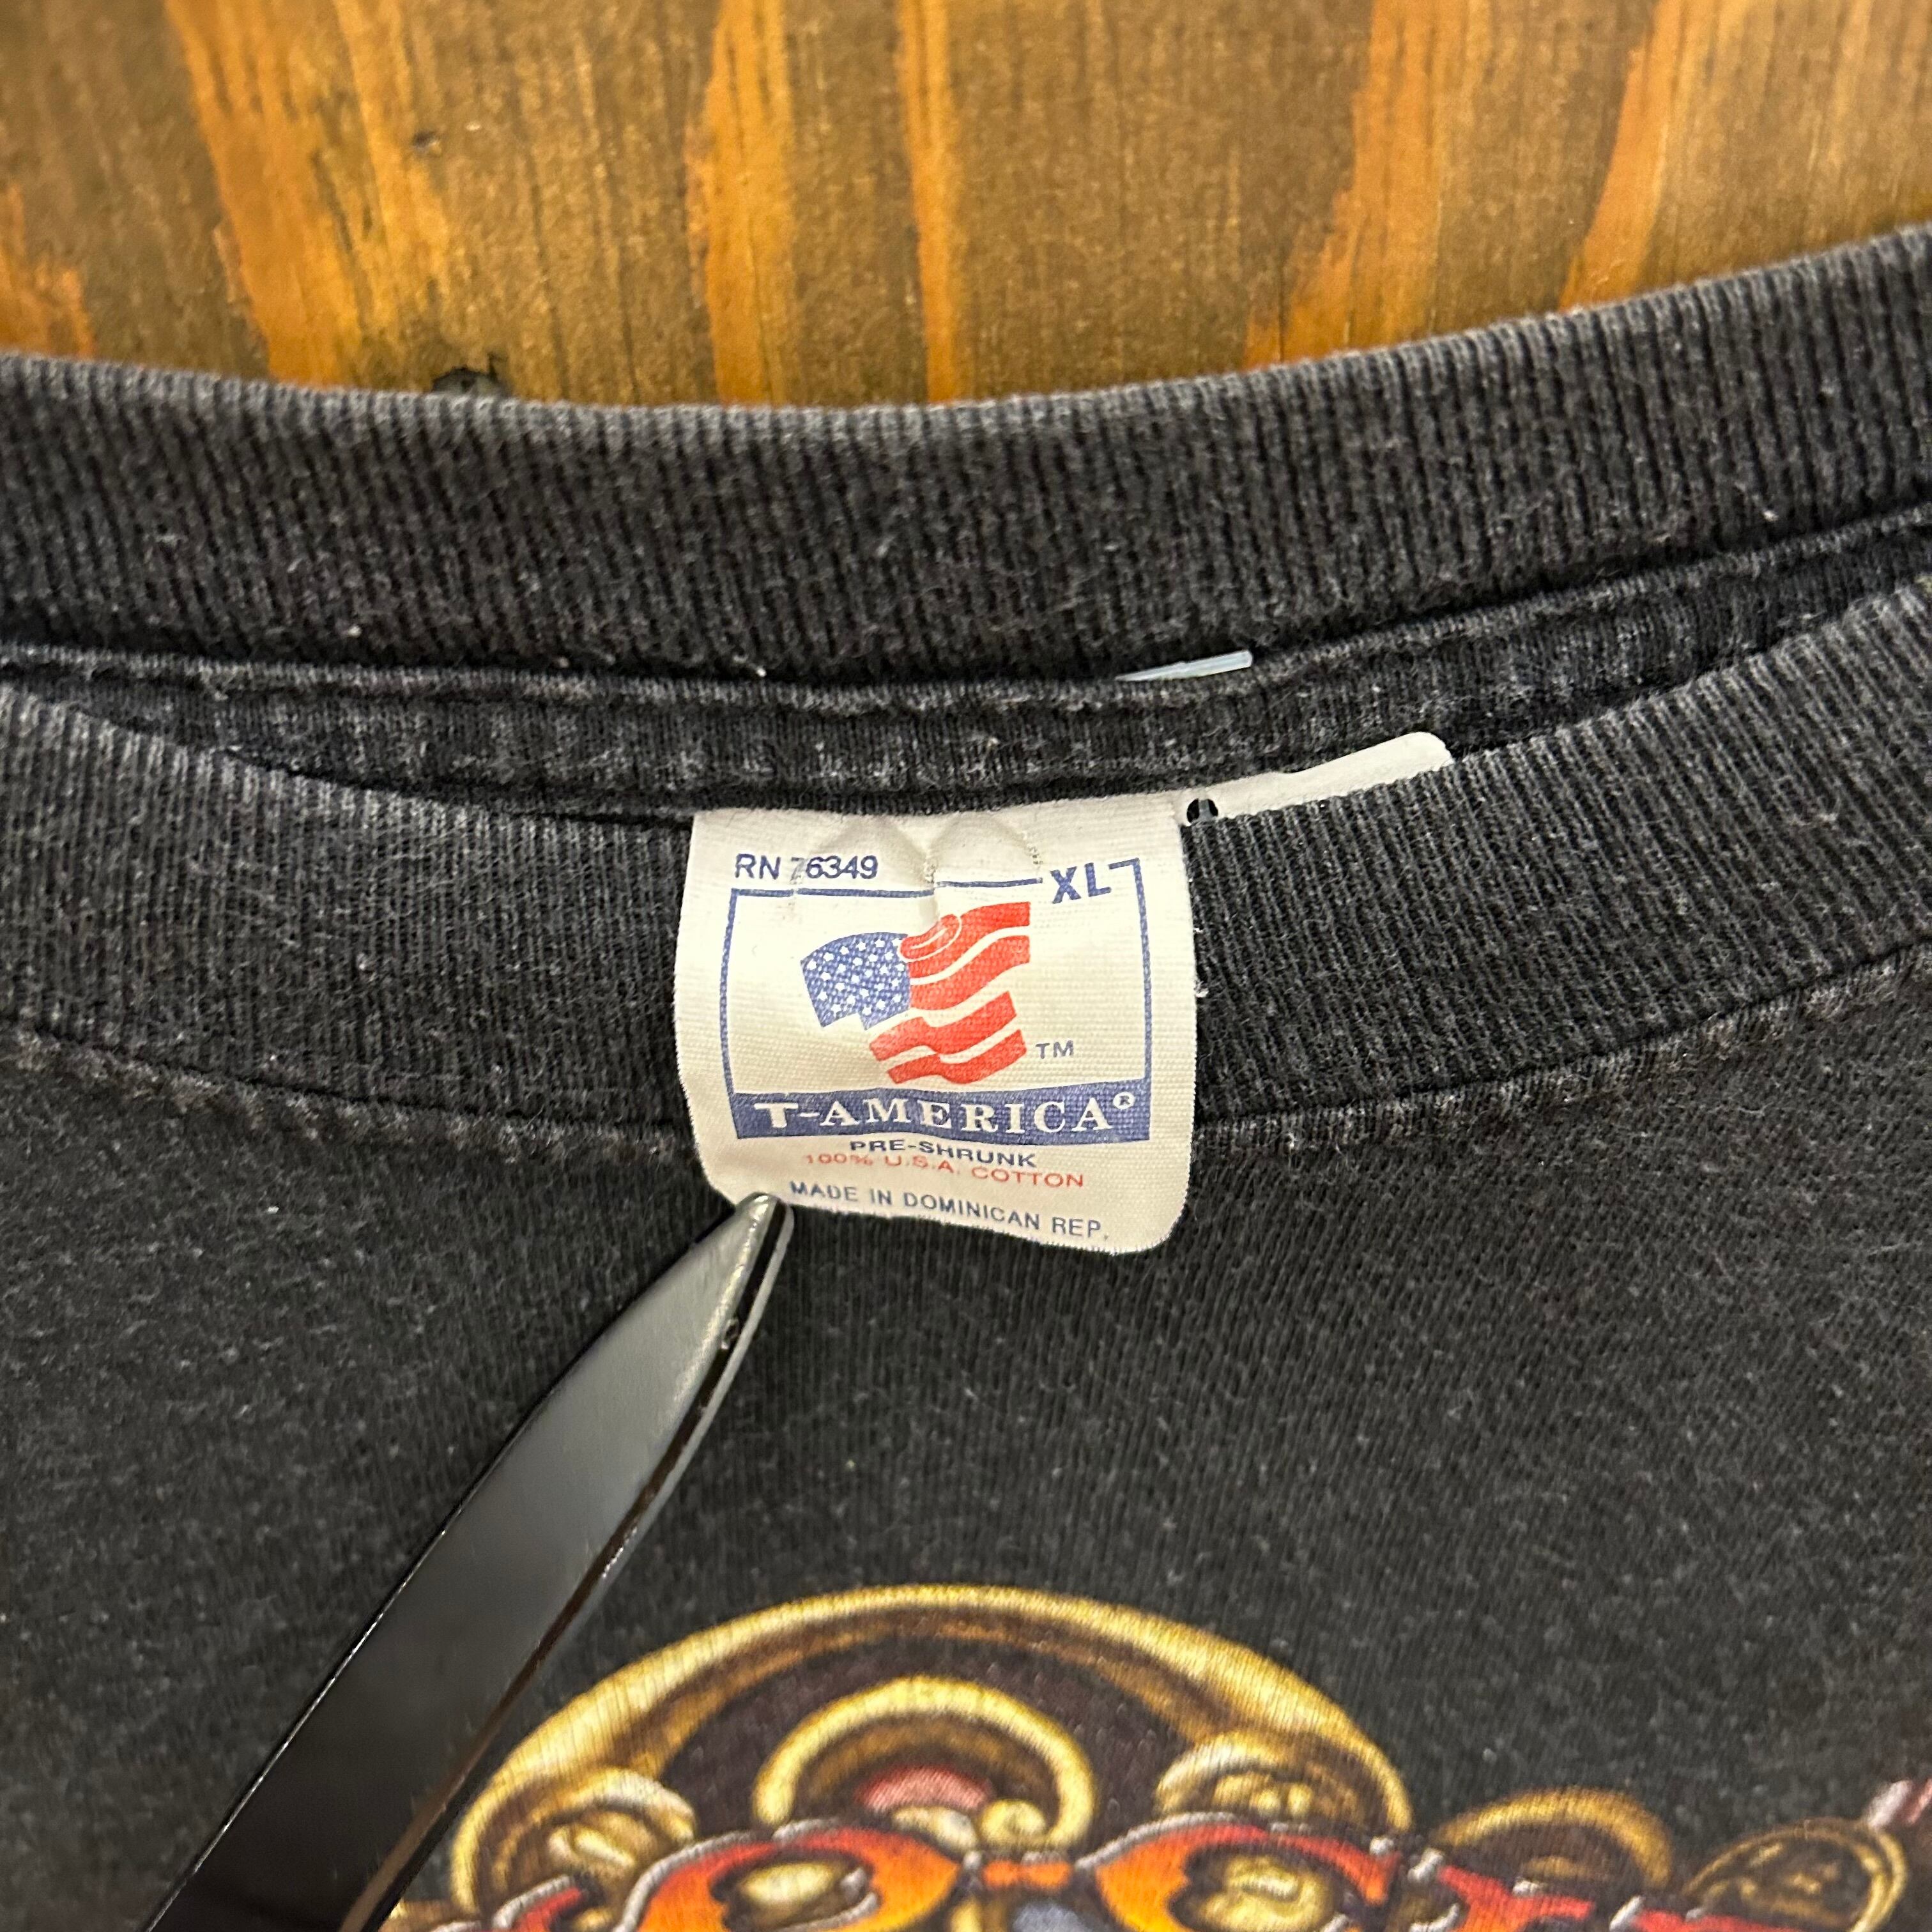 RN 76349
XL
TM
T-AMERICA®
PRE-SHRUNK
100% U.S.A. COTTON
MADE IN DOMINICAN REP.